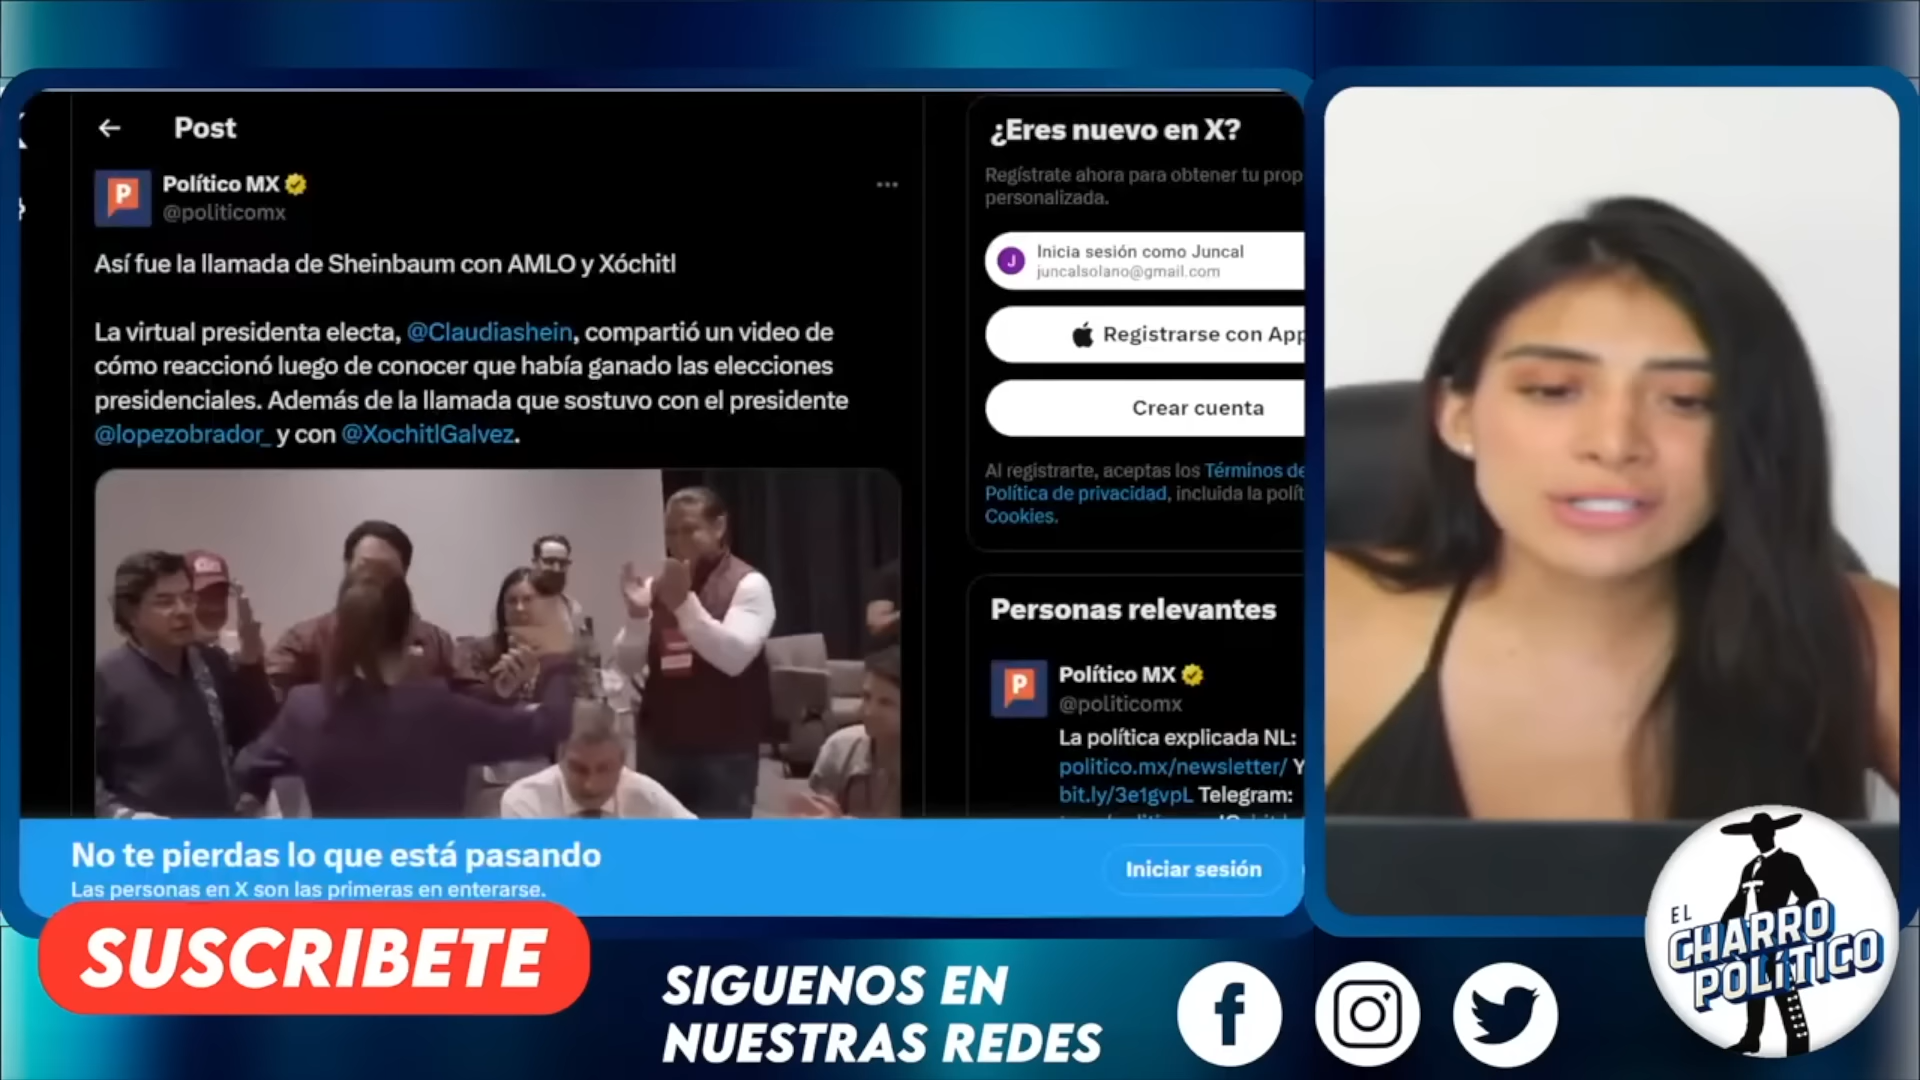 Post
Político MX
@politicomx
Así fue la llamada de Sheinbaum con AMLO y Xóchitl
La virtual presidenta electa, @Claudiashein, compartió un video de
cómo reaccionó luego de conocer que había ganado las elecciones
presidenciales. Además de la llamada que sostuvo con el presidente
@lopezobrador_ y con @XochitlGalvez.
¿Eres nuevo en X?
Regístrate ahora para obtener tu prop
personalizada.
J
Inicia sesión como Juncal
juncalsolano@gmail.com
Registrarse con App
Crear cuenta
Al registrarte, aceptas los Términos de
Política de privacidad, incluida la polít
Cookies.
Personas relevantes
Político MX
@politicomx
La política explicada NL:
politico.mx/newsletter/ Y
bit.ly/3e1gvpL Telegram:
No te pierdas lo que está pasando
Las personas en X son las primeras en enterarse.
Iniciar sesión
SUSCRIBETE
SIGUENOS EN
NUESTRAS REDES
EL
CHARRO
POLÍTICO